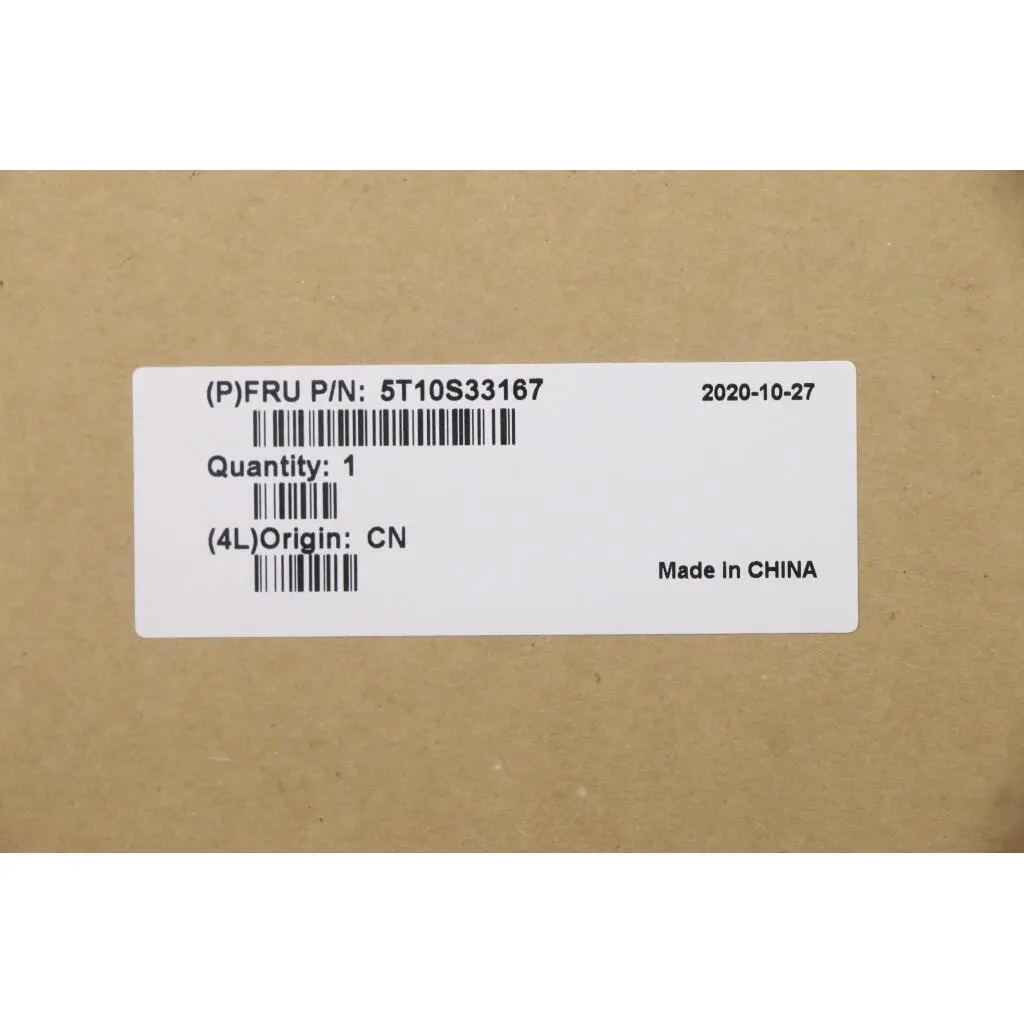 (P)FRU P/N: 5T10S33167
2020-10-27
Quantity: 1
(4L)Origin: CN
Made in CHINA